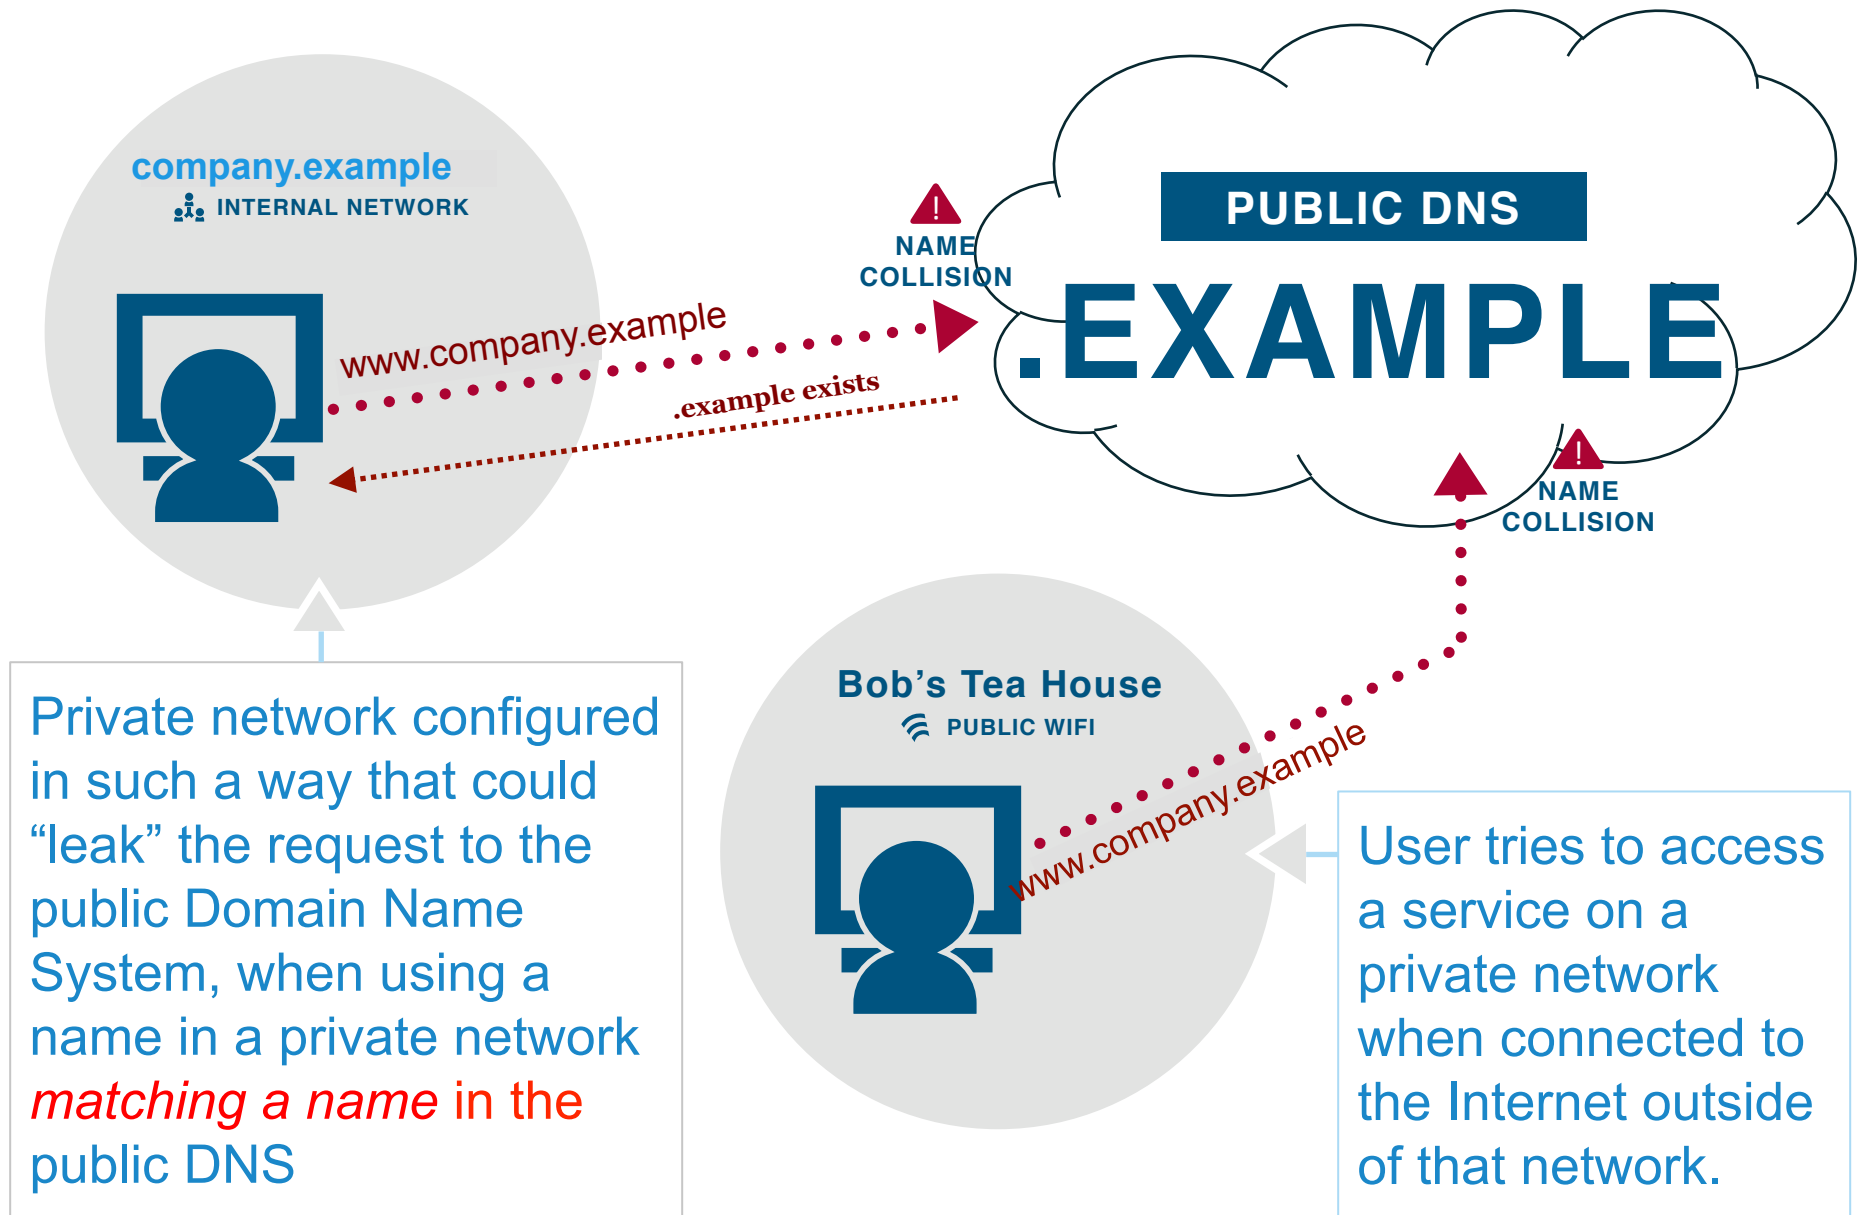 company.example
INTERNAL NETWORK
www.company.example
.example exists
!
NAME
COLLISION
PUBLIC DNS
.EXAMPLE
!
NAME
COLLISION
Bob’s Tea House
PUBLIC WIFI
www.company.example
Private network configured
in such a way that could
“leak” the request to the
public Domain Name
System, when using a
name in a private network
matching a name in the
public DNS
User tries to access
a service on a
private network
when connected to
the Internet outside
of that network.